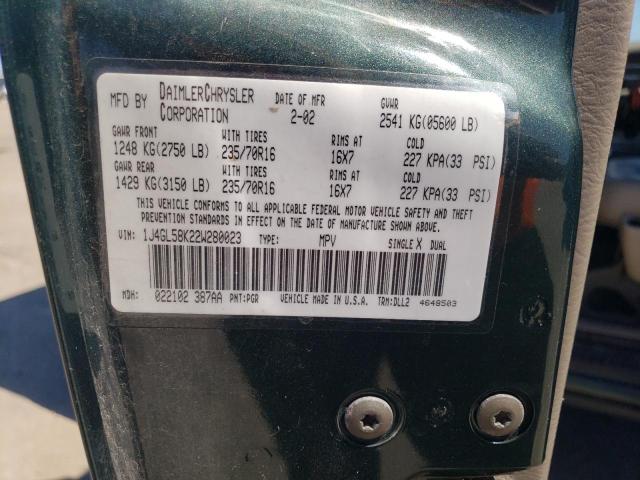 MFD BY DAIMLERCHRYSLER CORPORATION DATE OF MFR 2-02 GVWR 2541 KG(05600 LB)
GAWR FRONT WITH TIRES RIMS AT COLD
1248 KG(2750 LB) 235/70R16 16X7 227 KPA(33 PSI)
GAWR REAR WITH TIRES RIMS AT COLD
1429 KG(3150 LB) 235/70R16 16X7 227 KPA(33 PSI)
THIS VEHICLE CONFORMS TO ALL APPLICABLE FEDERAL MOTOR VEHICLE SAFETY AND THEFT
PREVENTION STANDARDS IN EFFECT ON THE DATE OF MANUFACTURE SHOWN ABOVE.
VIN: 1J4GL58K22W280023 TYPE: MPV SINGLE X DUAL
MDH: 022102 387AA PNT:PGR VEHICLE MADE IN U.S.A. TRM:DLL2 4648503